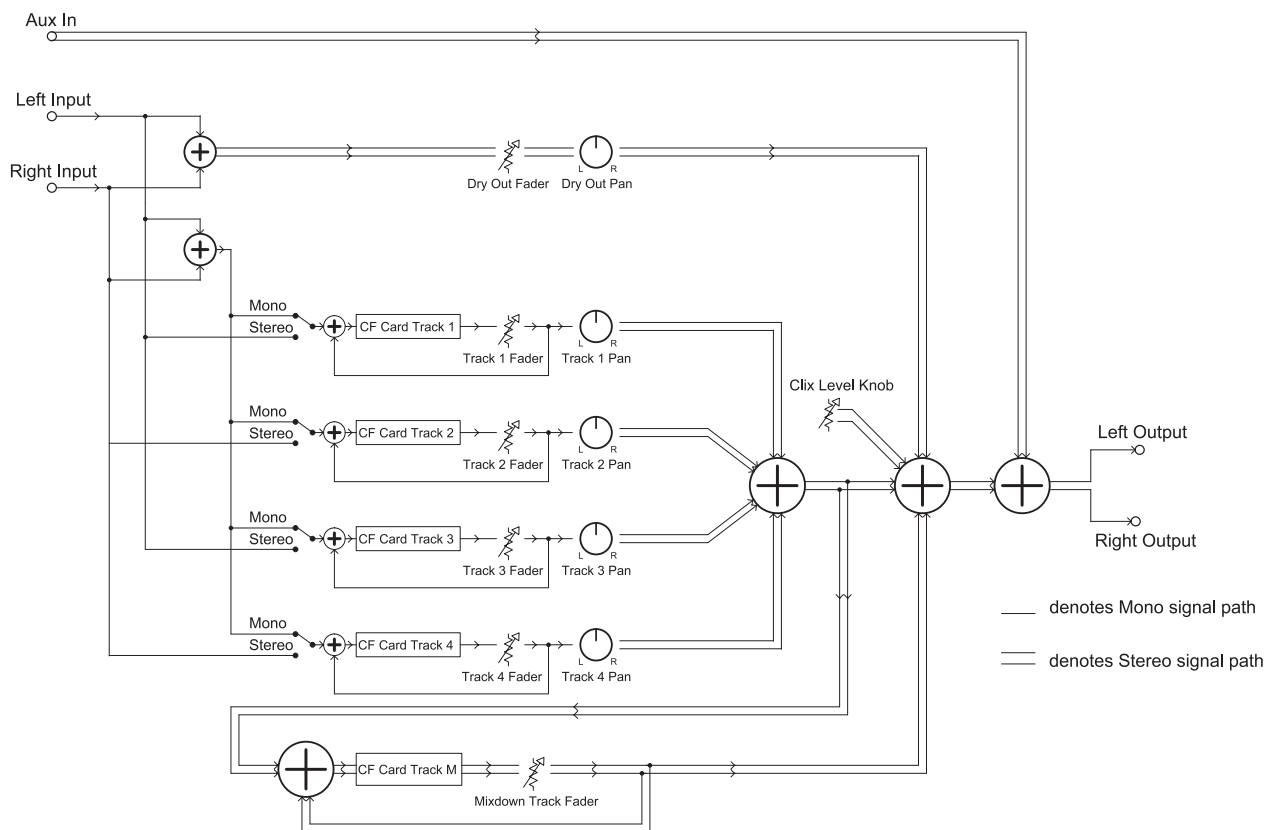 Aux In
Left Input
Right Input
L R
Dry Out Fader
L R
Dry Out Pan
Mono
Stereo
CF Card Track 1
Track 1 Fader
L R
Track 1 Pan
Clix Level Knob
Mono
Stereo
CF Card Track 2
Track 2 Fader
L R
Track 2 Pan
Left Output
Right Output
Mono
Stereo
CF Card Track 3
Track 3 Fader
L R
Track 3 Pan
denotes Mono signal path
denotes Stereo signal path
Mono
Stereo
CF Card Track 4
Track 4 Fader
L R
Track 4 Pan
CF Card Track M
Mixdown Track Fader